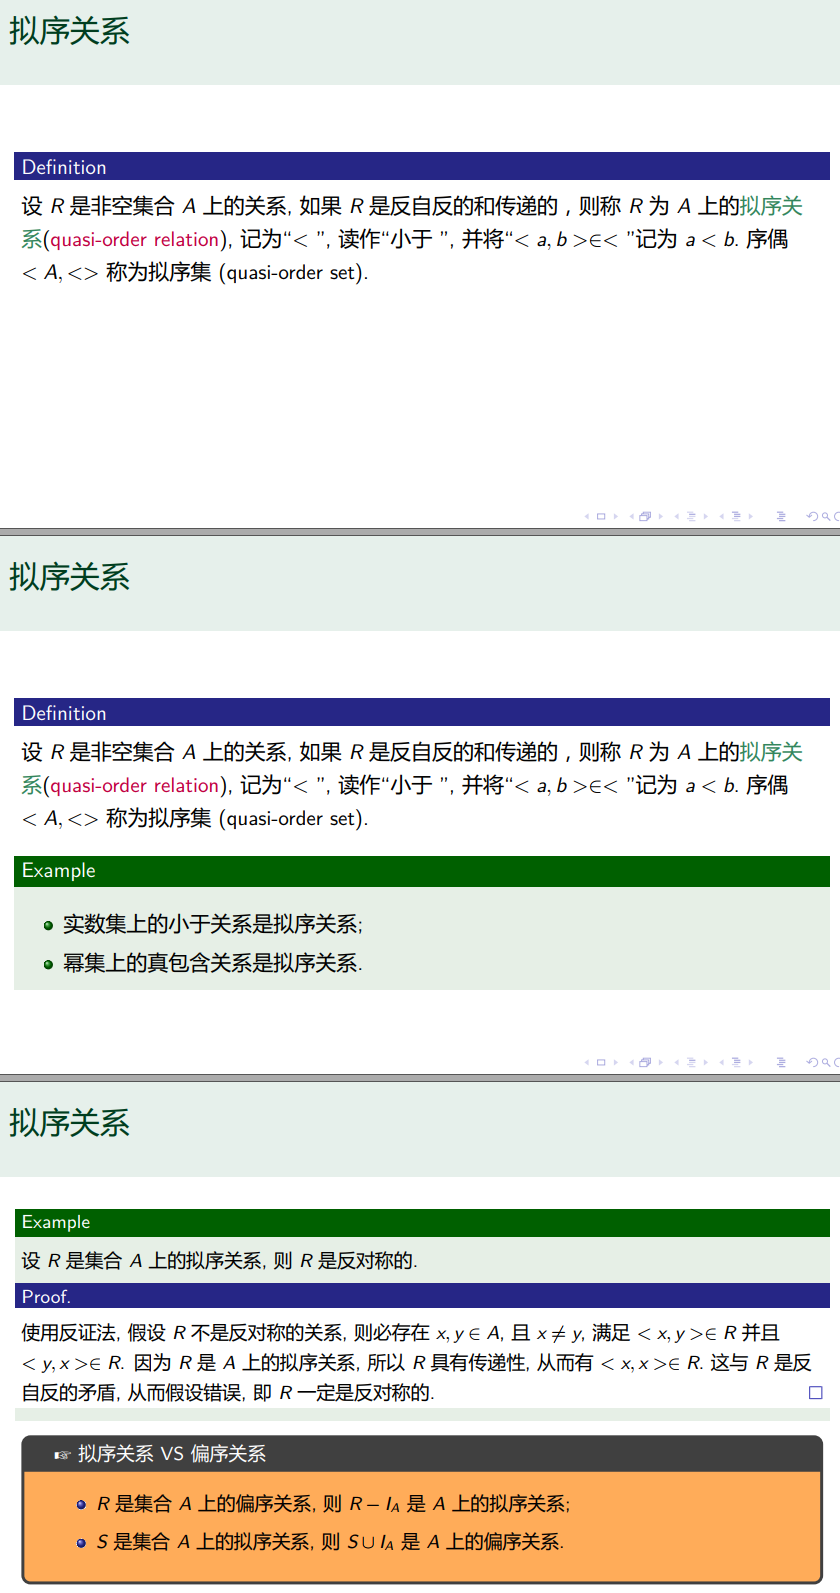 拟序关系
Definition
设 R 是非空集合 A 上的关系, 如果 R 是反自反的和传递的，则称 R 为 A 上的拟序关
系(quasi-order relation), 记为“< ”, 读作“小于 ”, 并将“< a, b >∈< ”记为 a < b. 序偶
< A, <> 称为拟序集 (quasi-order set).
拟序关系
Definition
设 R 是非空集合 A 上的关系, 如果 R 是反自反的和传递的，则称 R 为 A 上的拟序关
系(quasi-order relation), 记为“< ”, 读作“小于 ”, 并将“< a, b >∈< ”记为 a < b. 序偶
< A, <> 称为拟序集 (quasi-order set).
Example
实数集上的小于关系是拟序关系;
幂集上的真包含关系是拟序关系.
拟序关系
Example
设 R 是集合 A 上的拟序关系, 则 R 是反对称的.
Proof.
使用反证法, 假设 R 不是反对称的关系, 则必存在 x, y ∈ A, 且 x ≠ y, 满足 < x, y >∈ R 并且
< y, x >∈ R. 因为 R 是 A 上的拟序关系, 所以 R 具有传递性, 从而有 < x, x >∈ R. 这与 R 是反
自反的矛盾, 从而假设错误, 即 R 一定是反对称的.
☞ 拟序关系 VS 偏序关系
R 是集合 A 上的偏序关系, 则 R − I_A 是 A 上的拟序关系;
S 是集合 A 上的拟序关系, 则 S ∪ I_A 是 A 上的偏序关系.